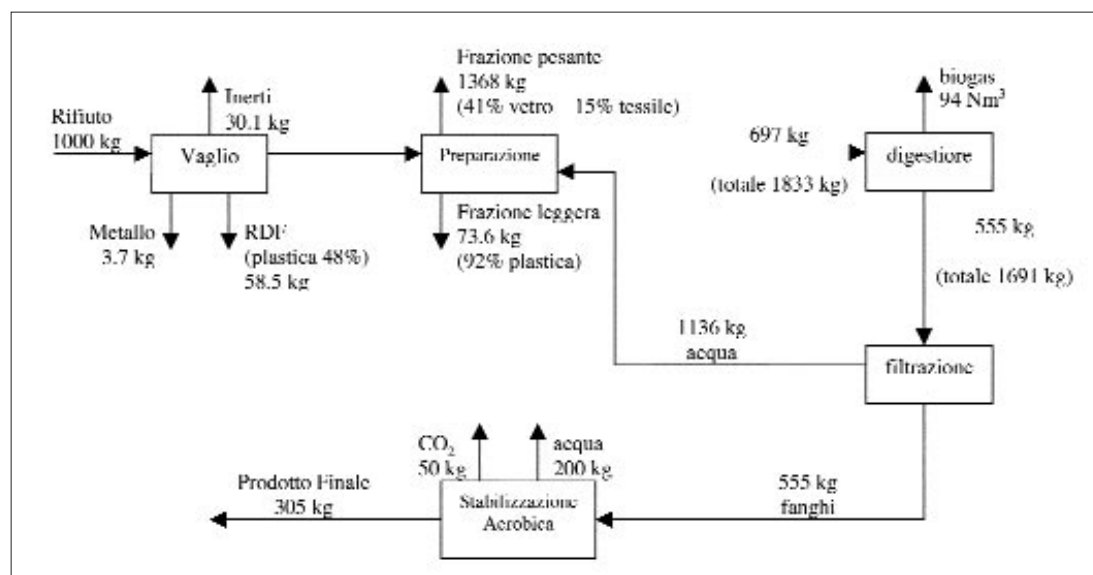 Rifiuto
1000 kg
Inerti
30.1 kg
Vaglio
Metallo
3.7 kg
RDF
(plastica 48%)
58.5 kg
Frazione pesante
1368 kg
(41% vetro 15% tessile)
Preparazione
Frazione leggera
73.6 kg
(92% plastica)
biogas
94 Nm³
697 kg
(totale 1833 kg)
digestiore
555 kg
(totale 1691 kg)
1136 kg
acqua
filtrazione
CO₂
50 kg
acqua
200 kg
Prodotto Finale
305 kg
Stabilizzazione
Aerobica
555 kg
fanghi